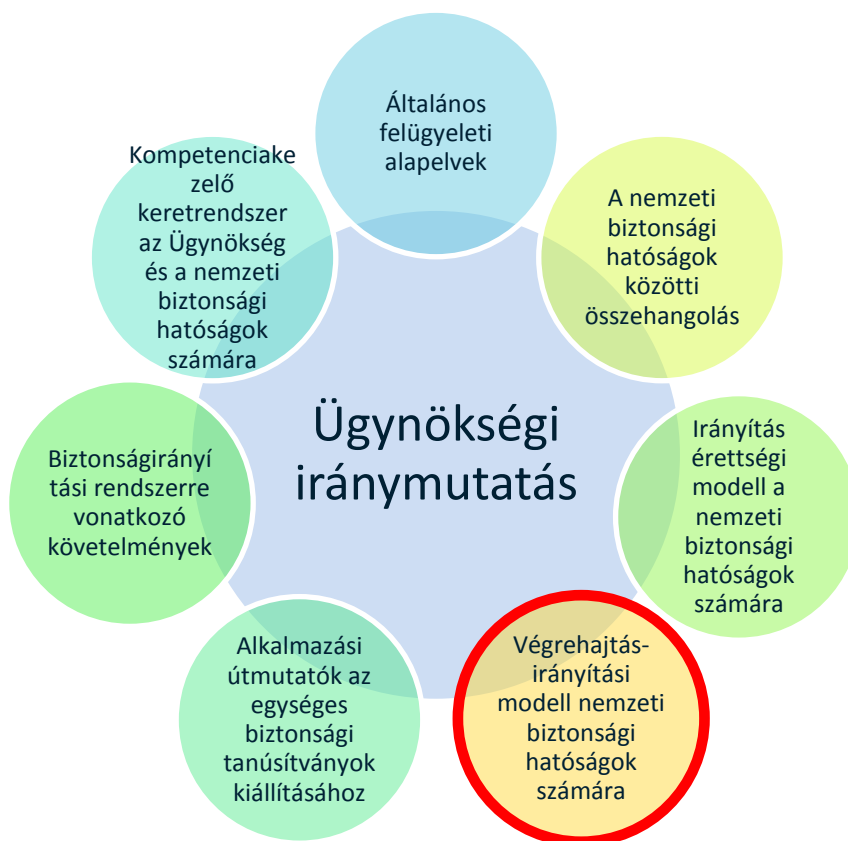 Általános
felügyeleti
alapelvek
A nemzeti
biztonsági
hatóságok
közötti
összehangolás
Irányítás
érettségi
modell a
nemzeti
biztonsági
hatóságok
számára
Végrehajtás-
irányítási
modell nemzeti
biztonsági
hatóságok
számára
Alkalmazási
útmutatók az
egységes
biztonsági
tanúsítványok
kiállításához
Biztonságirányí
tási rendszerre
vonatkozó
követelmények
Kompetenciake
zelő
keretrendszer
az Ügynökség
és a nemzeti
biztonsági
hatóságok
számára
Ügynökségi
iránymutatás